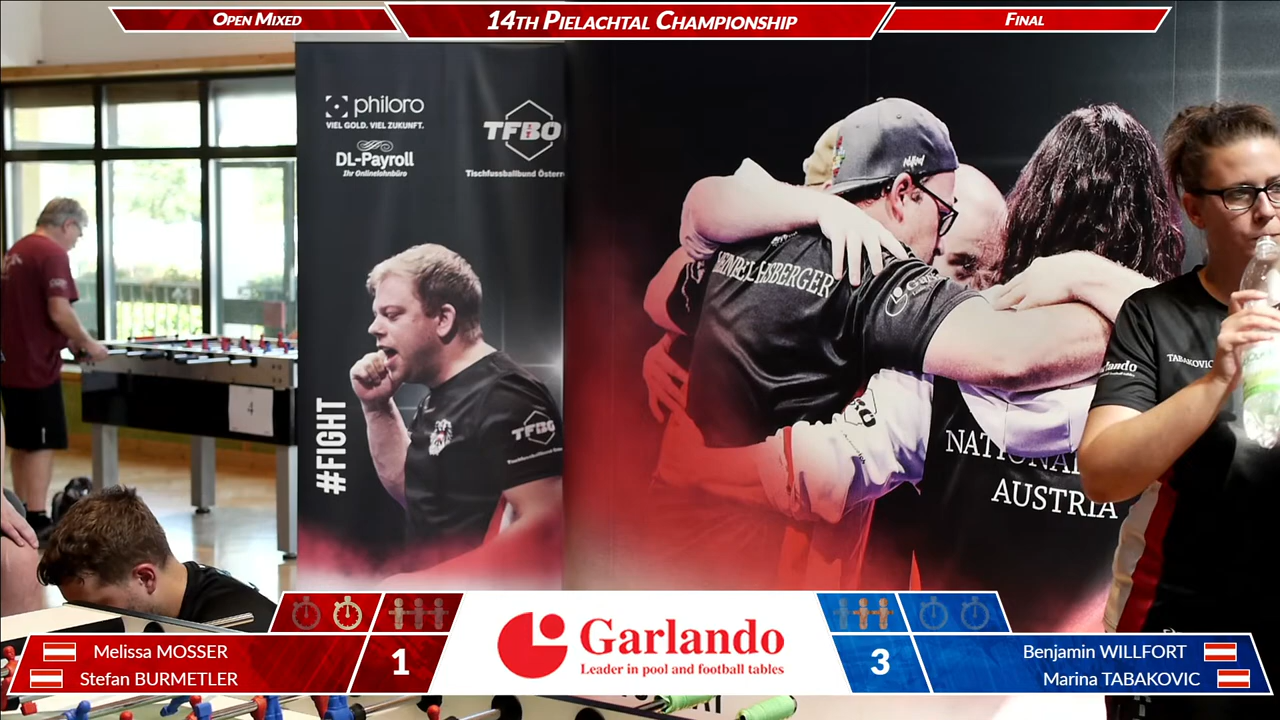 OPEN MIXED
14TH PIELACHTAL CHAMPIONSHIP
FINAL
philoro
VIEL GOLD. VIEL ZUKUNFT.
DL-Payroll
Ihr Onlinelohnbüro
TFBO
Tischfussballbund Österr
#FIGHT
TFBO
4
NATIONAL
AUSTRIA
TABAKOVIC
Melissa MOSSER
Stefan BURMETLER
1
Garlando
Leader in pool and football tables
3
Benjamin WILLFORT
Marina TABAKOVIC